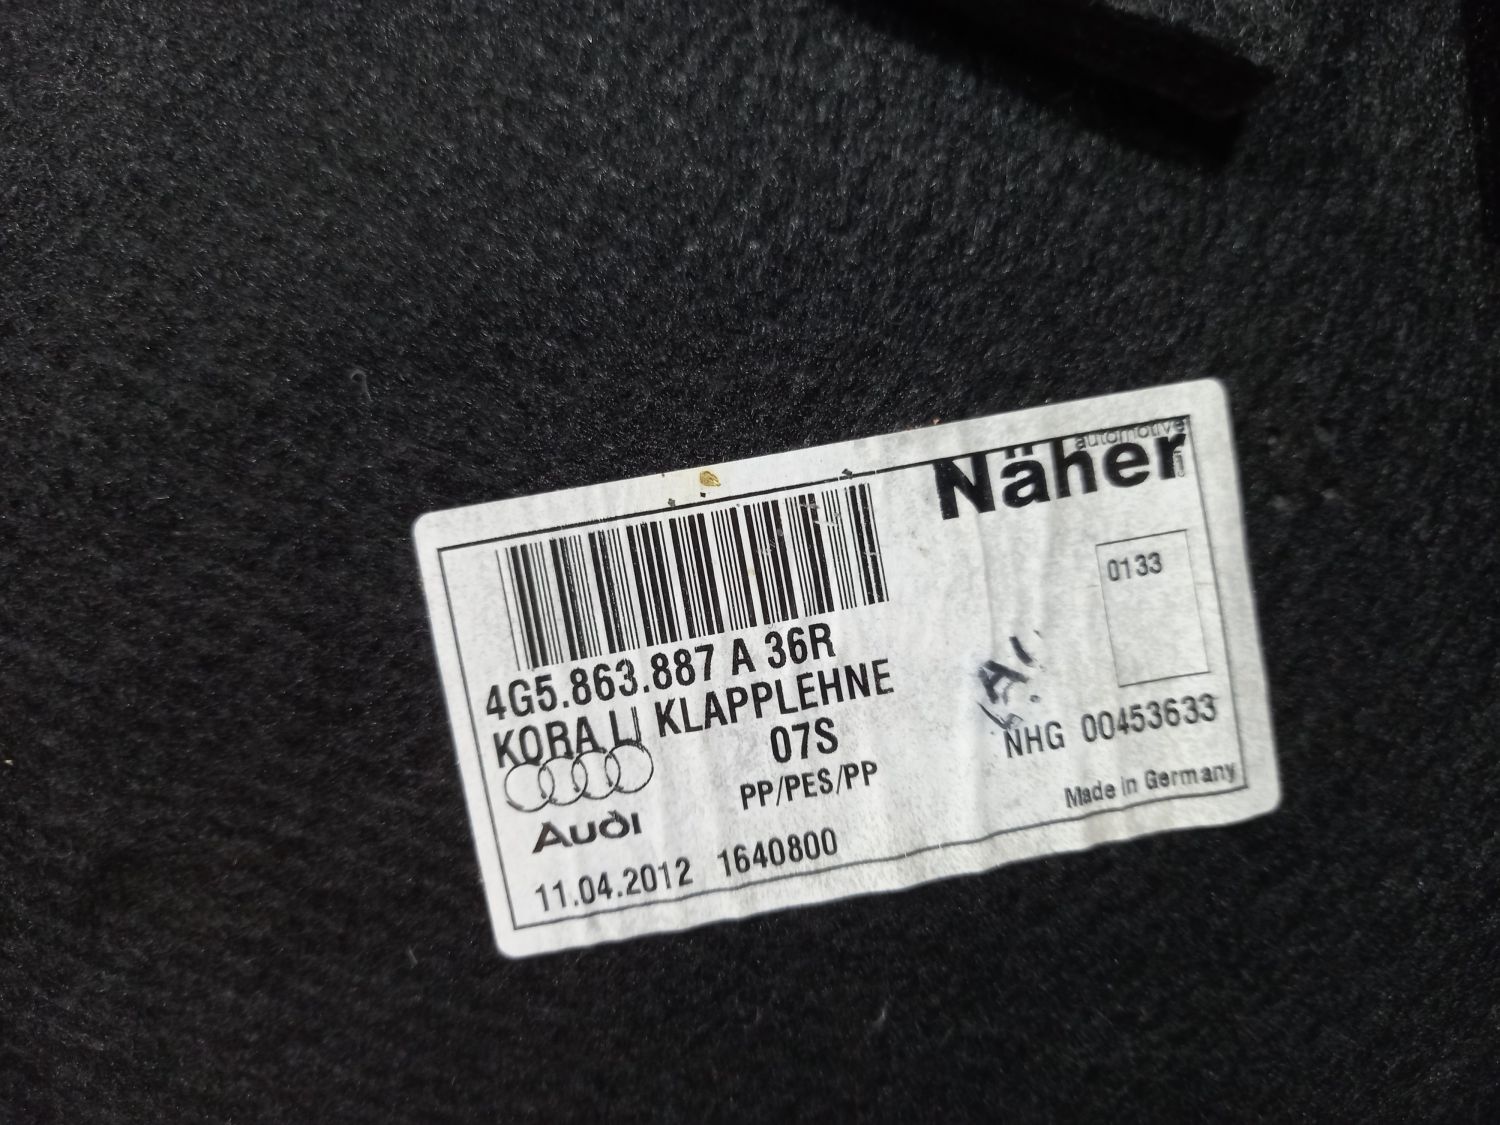 automotive
Näher
0133
4G5.863.887 A 36R
KORA LI KLAPPLEHNE
07S
PP/PES/PP
NHG 00453633
Made in Germany
Audi
11.04.2012 1640800